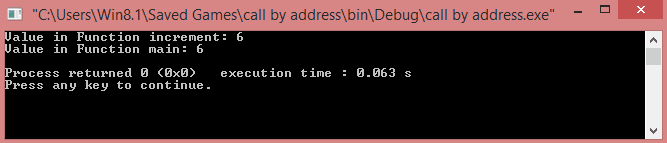 "C:\Users\Win8.1\Saved Games\call by address\bin\Debug\call by address.exe"
Value in Function increment: 6
Value in Function main: 6
Process returned 0 (0x0)   execution time : 0.063 s
Press any key to continue.